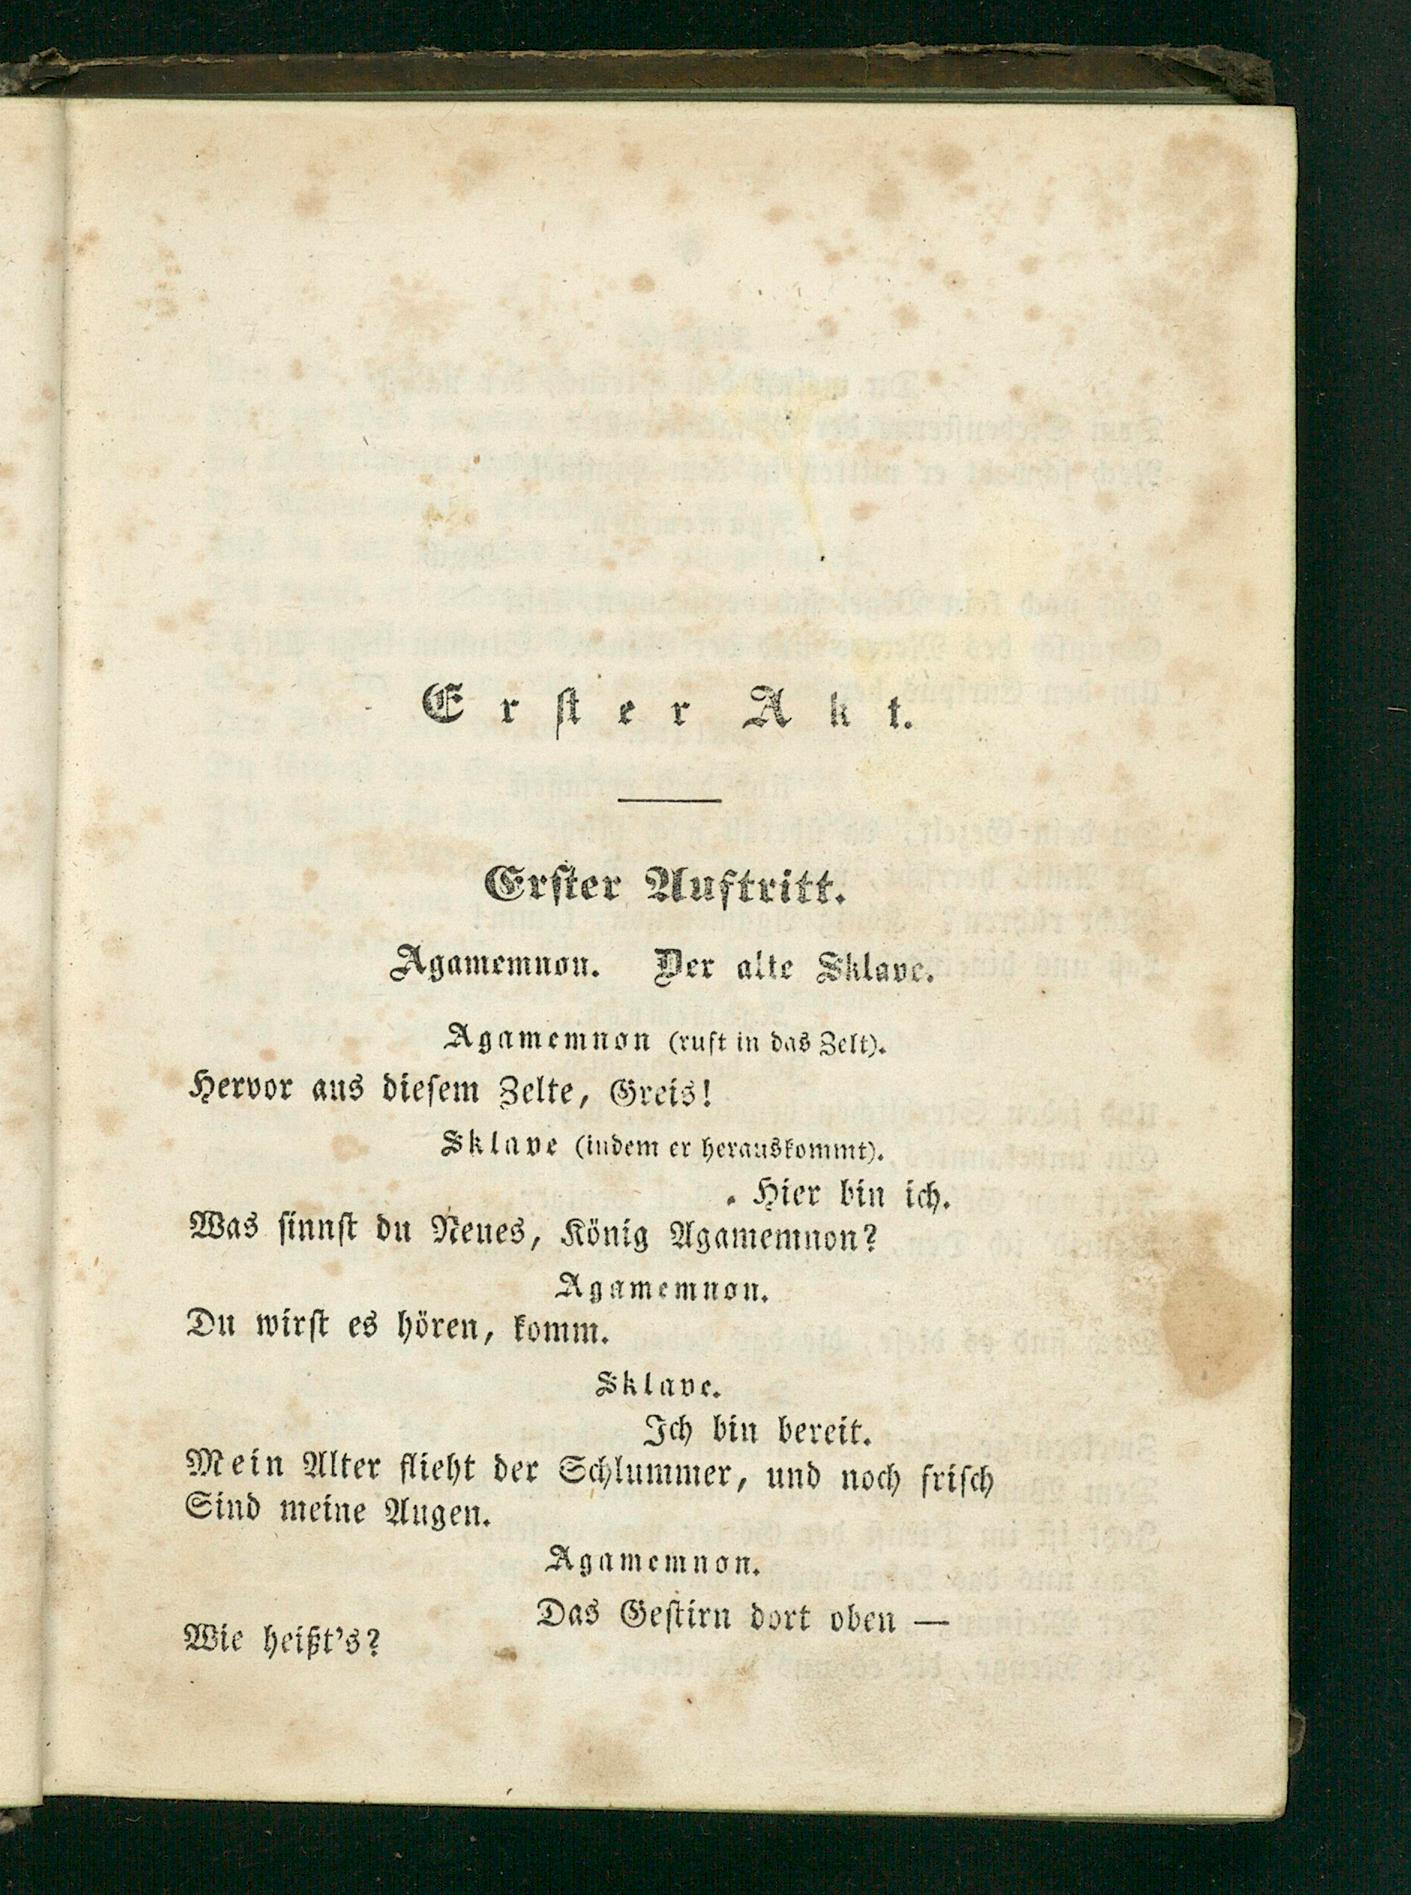 Erſter Akt.
Erſter Auftritt.
Agamemnon. Der alte Sklave.
Agamemnon (ruft in das Zelt).
Hervor aus dieſem Zelte, Greis!
Sklave (indem er herauskommt).
Hier bin ich.
Was ſinnſt du Neues, König Agamemnon?
Agamemnon.
Du wirſt es hören, komm.
Sklave.
Ich bin bereit.
Mein Alter flieht der Schlummer, und noch friſch
Sind meine Augen.
Agamemnon.
Das Geſtirn dort oben —
Wie heißt's?